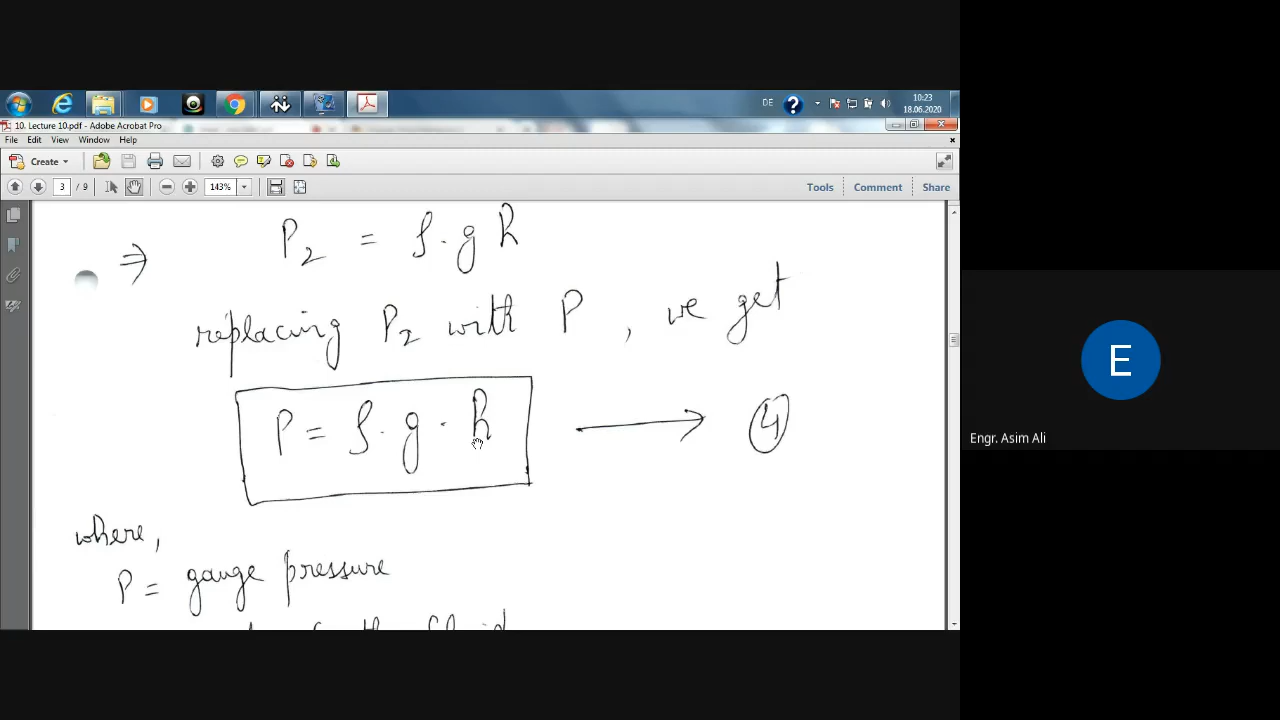 DE
10:23
18.06.2020
10. Lecture 10.pdf - Adobe Acrobat Pro
File Edit View Window Help
Create
3 / 9 143% Tools Comment Share
⇒ P₂ = ρ . g h
replacing P₂ with P , we get
P = ρ . g . h → 4
where,
P = gauge pressure
E
Engr. Asim Ali